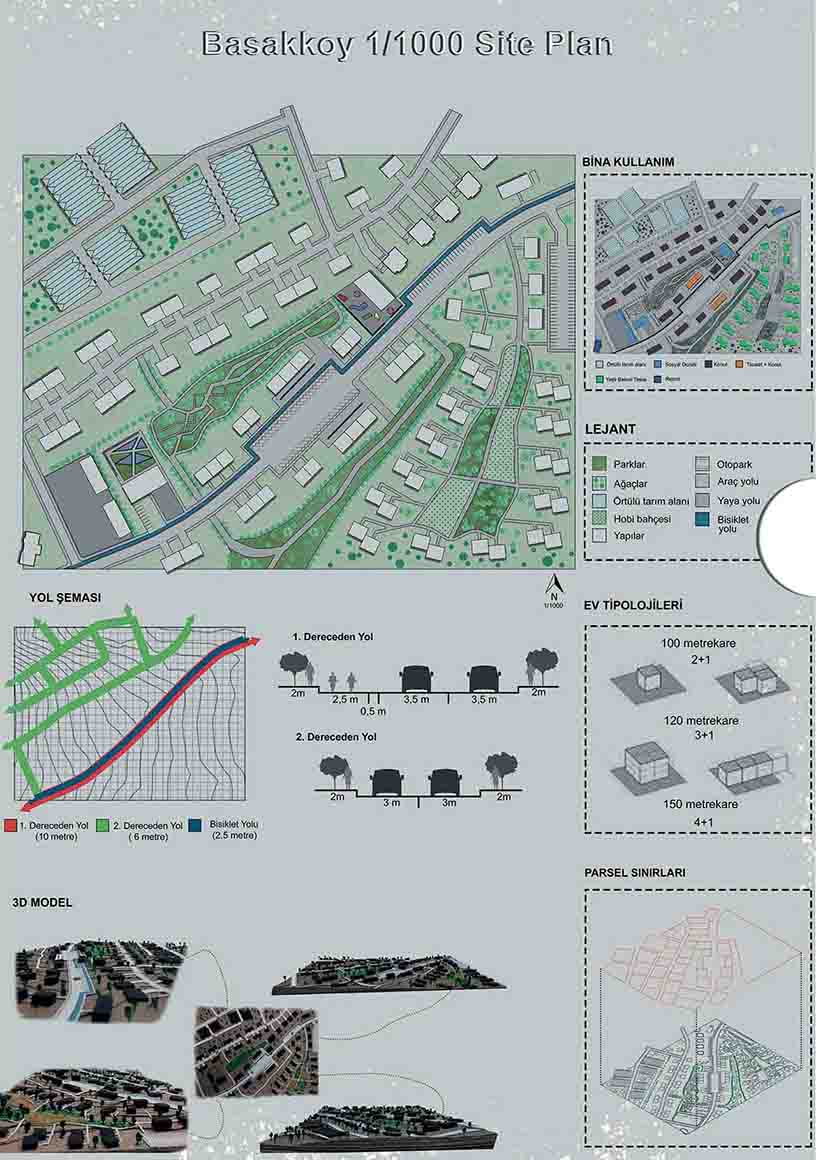 Basakkoy 1/1000 Site Plan
BİNA KULLANIM
Örtülü tarım alanı
Sosyal Donatı
Konut
Ticaret + Konut
Resmi
LEJANT
Parklar
Ağaçlar
Örtülü tarım alanı
Hobi bahçesi
Yapılar
Otopark
Araç yolu
Yaya yolu
Bisiklet
yolu
N
1/1000
YOL ŞEMASI
1. Dereceden Yol
(10 metre)
2. Dereceden Yol
( 6 metre)
Bisiklet Yolu
(2.5 metre)
1. Dereceden Yol
2m
2,5 m
0,5 m
3,5 m
3,5 m
2m
2. Dereceden Yol
2m
3 m
3m
2m
EV TİPOLOJİLERİ
100 metrekare
2+1
120 metrekare
3+1
150 metrekare
4+1
3D MODEL
PARSEL SINIRLARI